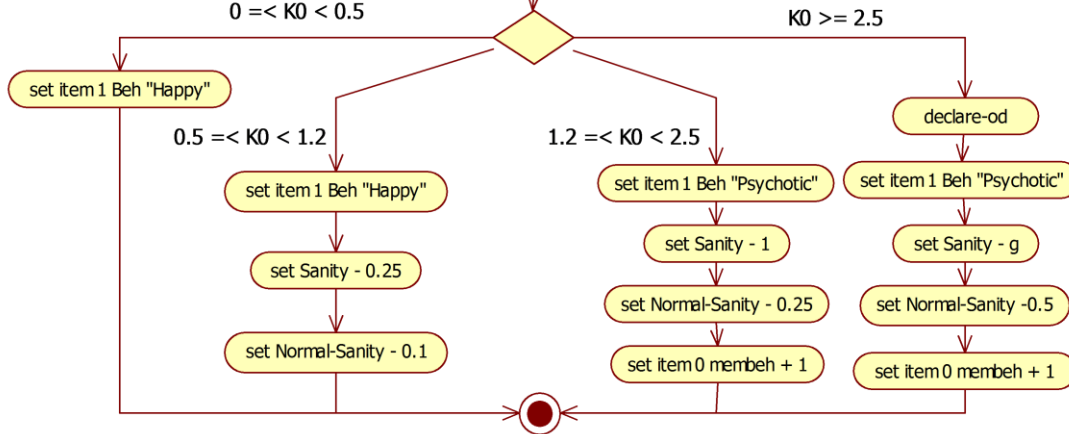 0 =< K0 < 0.5
K0 >= 2.5
set item 1 Beh "Happy"
0.5 =< K0 < 1.2
set item 1 Beh "Happy"
set Sanity - 0.25
set Normal-Sanity - 0.1
1.2 =< K0 < 2.5
set item 1 Beh "Psychotic"
set Sanity - 1
set Normal-Sanity - 0.25
set item 0 membeh + 1
declare-od
set item 1 Beh "Psychotic"
set Sanity - g
set Normal-Sanity -0.5
set item 0 membeh + 1